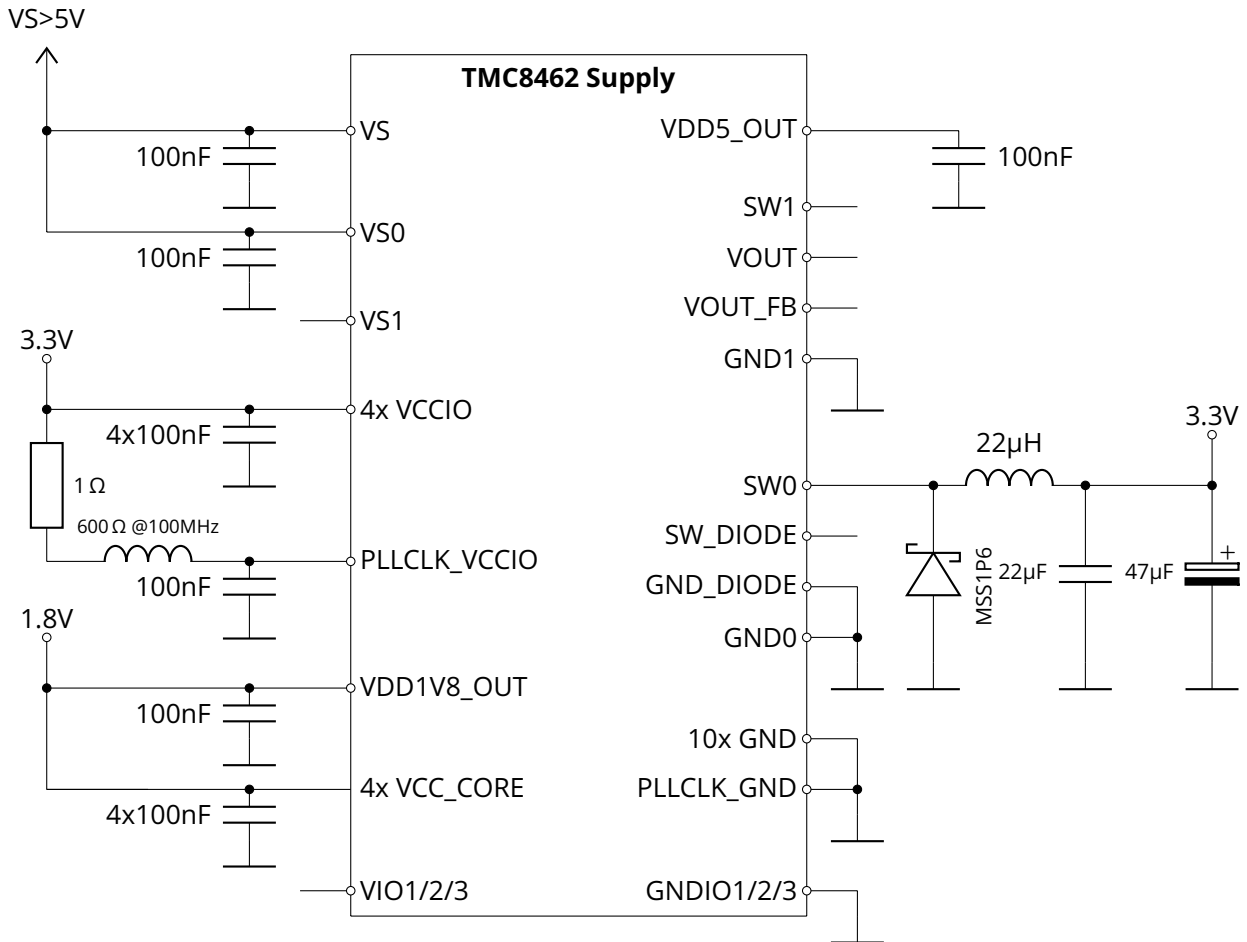 VS>5V
TMC8462 Supply
VS
100nF
VDD5_OUT
100nF
SW1
VS0
100nF
VOUT
VOUT_FB
VS1
3.3V
GND1
4x VCCIO
4x100nF
3.3V
22µH
SW0
1 Ω
600 Ω @100MHz
SW_DIODE
PLLCLK_VCCIO
100nF
GND_DIODE
MSS1P6
22µF
47µF
+
1.8V
GND0
VDD1V8_OUT
100nF
10x GND
4x VCC_CORE
4x100nF
PLLCLK_GND
VIO1/2/3
GNDIO1/2/3